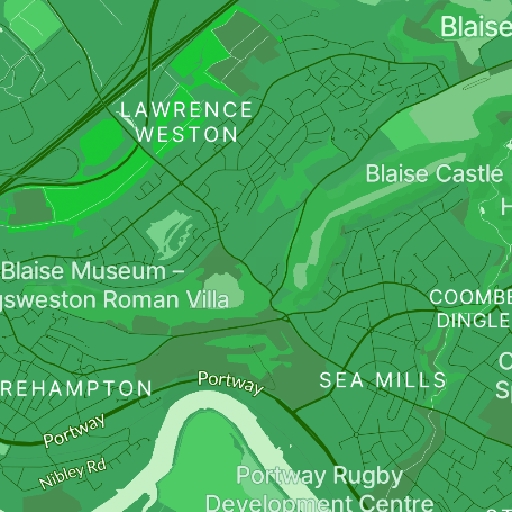 Blaise
LAWRENCE
WESTON
Blaise Castle
H
Blaise Museum –
gsweston Roman Villa
COOMBE
DINGLE
C
Sp
REHAMPTON
Portway
SEA MILLS
Portway
Nibley Rd
Portway Rugby
Development Centre